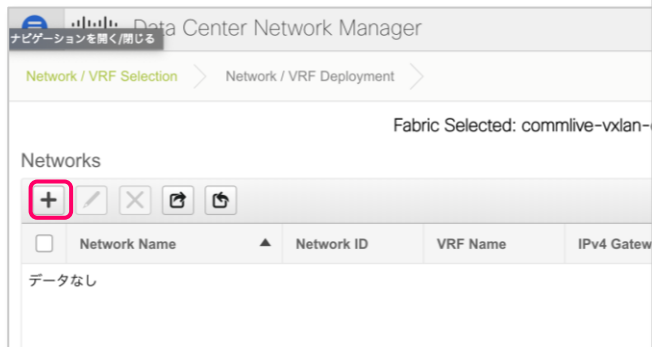 Data Center Network Manager
ナビゲーションを開く/閉じる
Network / VRF Selection Network / VRF Deployment
Fabric Selected: commlive-vxlan-
Networks
Network Name Network ID VRF Name IPv4 Gatew
データなし